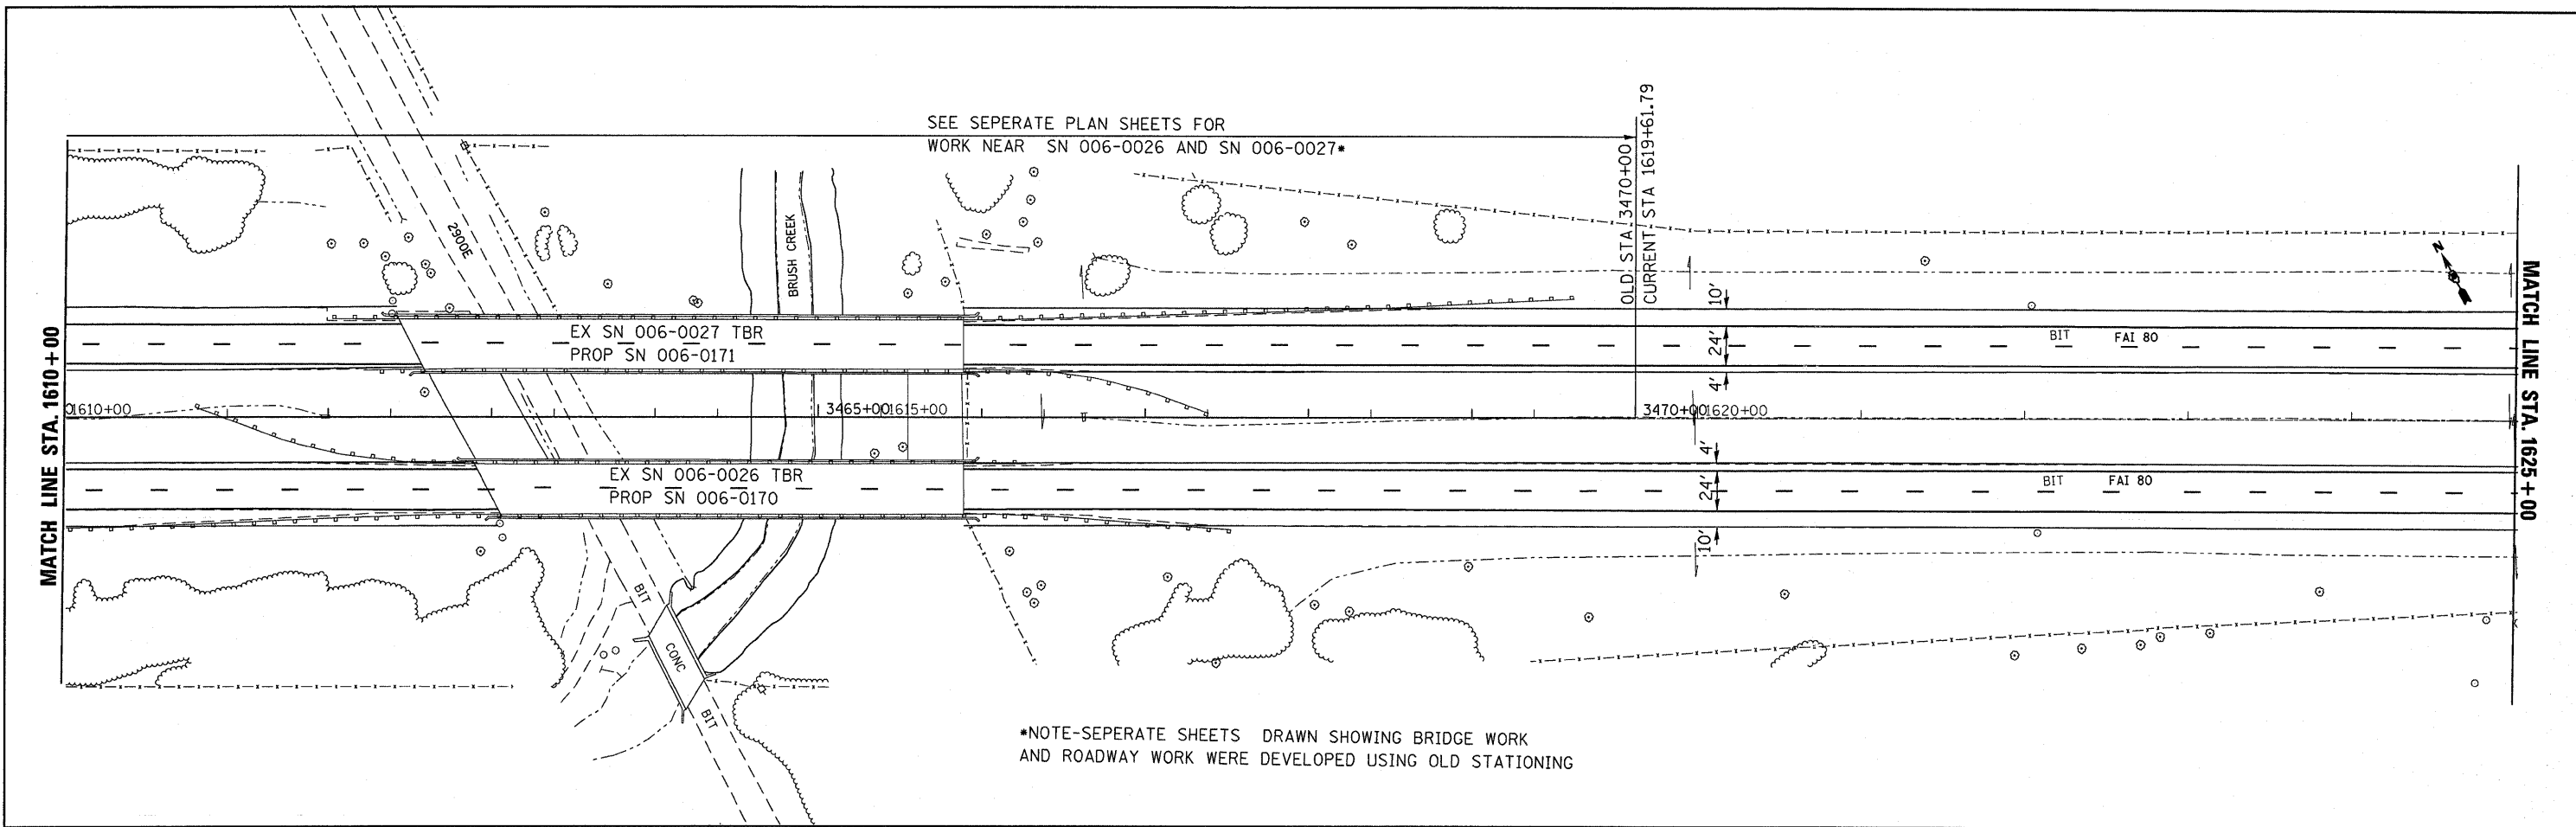 SEE SEPERATE PLAN SHEETS FOR
WORK NEAR SN 006-0026 AND SN 006-0027*
OLD STA 3470+00
CURRENT STA 1619+61.79
2900E
BRUSH CREEK
N
MATCH LINE STA. 1610+00
MATCH LINE STA. 1625+00
EX SN 006-0027 TBR
PROP SN 006-0171
10'
24'
4'
BIT FAI 80
1610+00
3465+00
1615+00
3470+00
1620+00
EX SN 006-0026 TBR
PROP SN 006-0170
4'
24'
10'
BIT FAI 80
BIT
CONC
BIT
*NOTE-SEPERATE SHEETS DRAWN SHOWING BRIDGE WORK
AND ROADWAY WORK WERE DEVELOPED USING OLD STATIONING